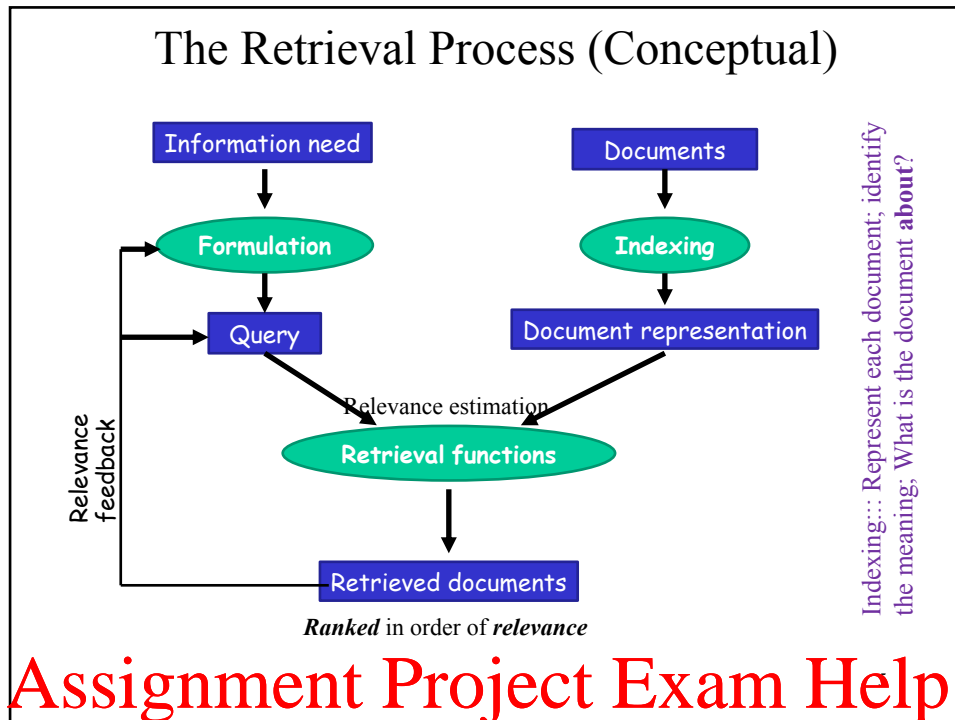 The Retrieval Process (Conceptual)
Information need
Documents
Formulation
Indexing
Query
Document representation
Relevance estimation
Retrieval functions
Relevance
feedback
Retrieved documents
Ranked in order of relevance
Indexing::: Represent each document; identify
the meaning; What is the document about?
Assignment Project Exam Help